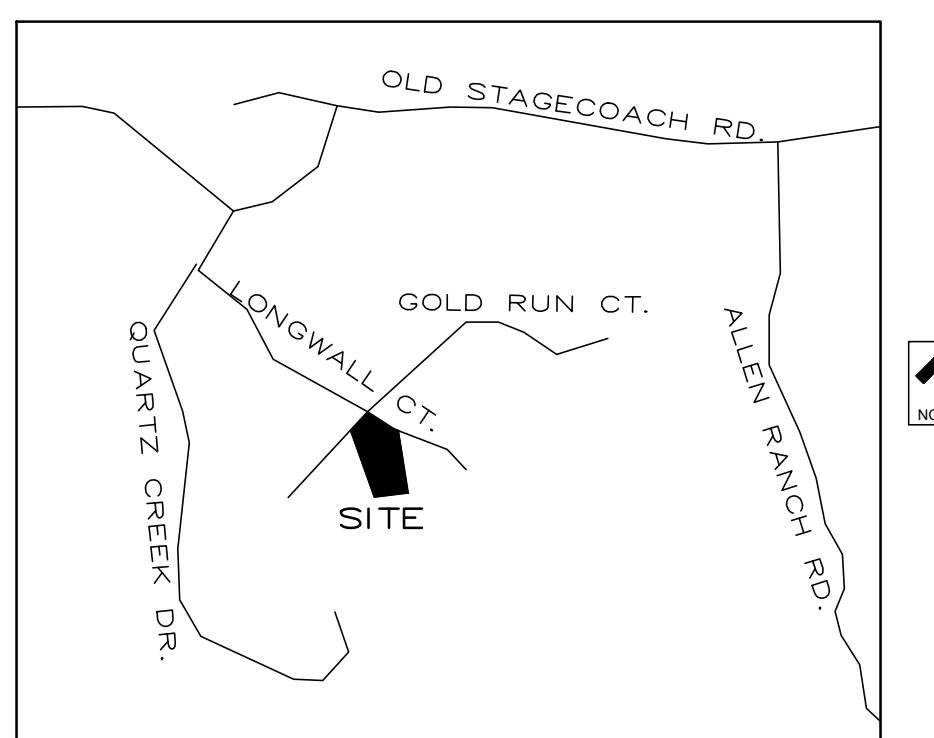 OLD STAGECOACH RD.
GOLD RUN CT.
LONGWALL CT.
QUARTZ CREEK DR.
ALLEN RANCH RD.
SITE